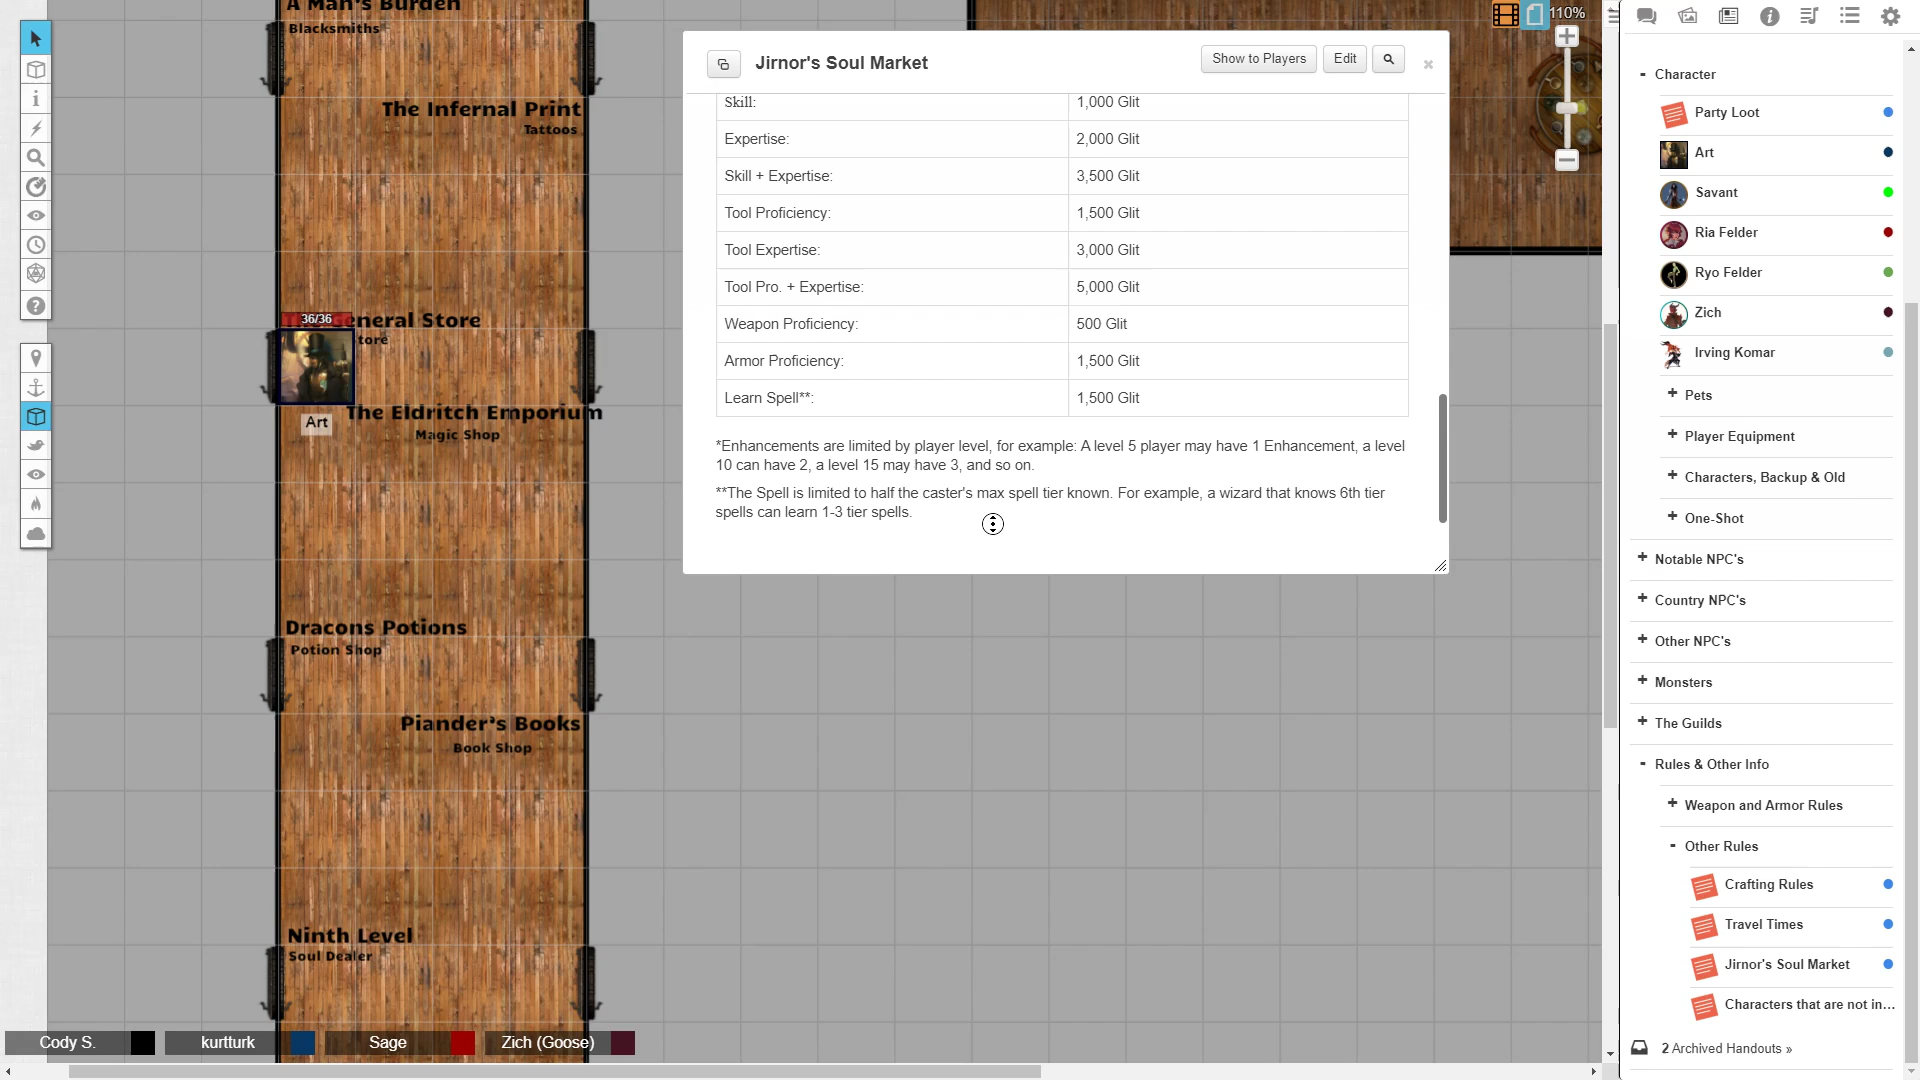 A Man's Burden
Blacksmiths
The Infernal Print
Tattoos
36/36
eneral Store
tore
Art
The Eldritch Emporium
Magic Shop
Dracons Potions
Potion Shop
Piander's Books
Book Shop
Ninth Level
Soul Dealer
Cody S.
kurtturk
Sage
Zich (Goose)
Jirnor's Soul Market
Show to Players
Edit
Skill: 1,000 Glit
Expertise: 2,000 Glit
Skill + Expertise: 3,500 Glit
Tool Proficiency: 1,500 Glit
Tool Expertise: 3,000 Glit
Tool Pro. + Expertise: 5,000 Glit
Weapon Proficiency: 500 Glit
Armor Proficiency: 1,500 Glit
Learn Spell**: 1,500 Glit
*Enhancements are limited by player level, for example: A level 5 player may have 1 Enhancement, a level
10 can have 2, a level 15 may have 3, and so on.
**The Spell is limited to half the caster's max spell tier known. For example, a wizard that knows 6th tier
spells can learn 1-3 tier spells.
110%
- Character
Party Loot
Art
Savant
Ria Felder
Ryo Felder
Zich
Irving Komar
+ Pets
+ Player Equipment
+ Characters, Backup & Old
+ One-Shot
+ Notable NPC's
+ Country NPC's
+ Other NPC's
+ Monsters
+ The Guilds
- Rules & Other Info
+ Weapon and Armor Rules
- Other Rules
Crafting Rules
Travel Times
Jirnor's Soul Market
Characters that are not in...
2 Archived Handouts »